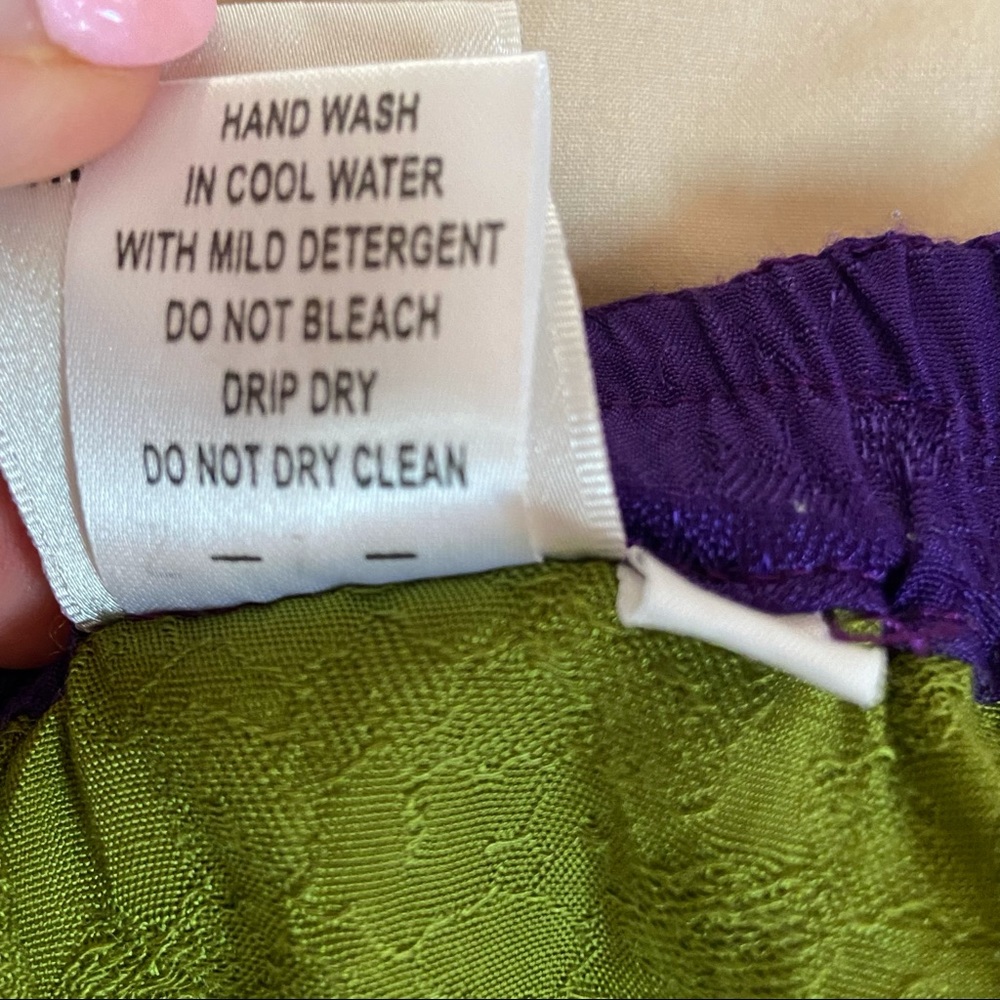 HAND WASH
IN COOL WATER
WITH MILD DETERGENT
DO NOT BLEACH
DRIP DRY
DO NOT DRY CLEAN